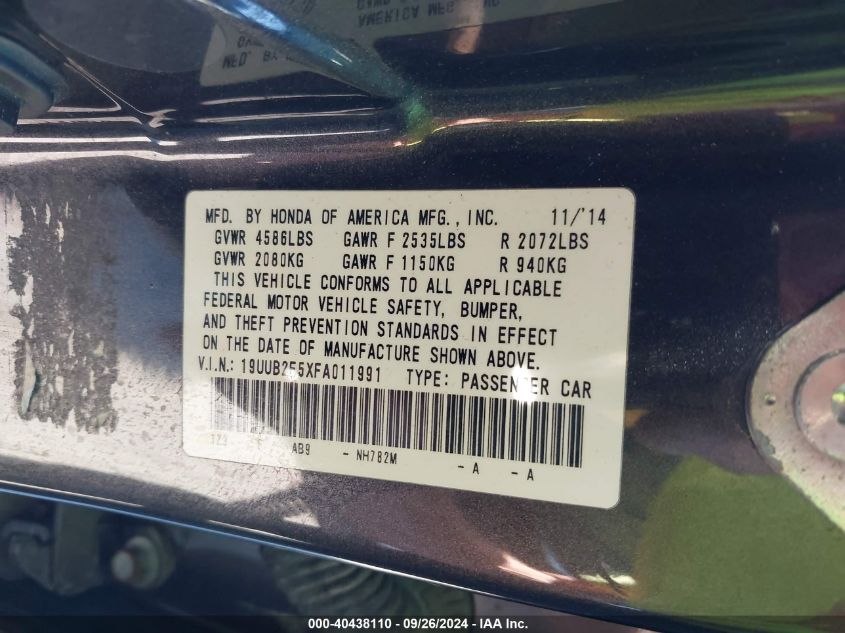 MFD. BY HONDA OF AMERICA MFG., INC. 11/'14
GVWR 4586LBS GAWR F 2535LBS R 2072LBS
GVWR 2080KG GAWR F 1150KG R 940KG
THIS VEHICLE CONFORMS TO ALL APPLICABLE
FEDERAL MOTOR VEHICLE SAFETY, BUMPER,
AND THEFT PREVENTION STANDARDS IN EFFECT
ON THE DATE OF MANUFACTURE SHOWN ABOVE.
V.I.N.: 19UUB2F5XFA011991 TYPE: PASSENGER CAR
TZ3 AB9 - NH782M - A - A
000-40438110 - 09/26/2024 - IAA Inc.